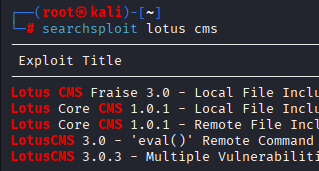 ┌──(root㉿kali)-[~]
└─# searchsploit lotus cms
Exploit Title
Lotus CMS Fraise 3.0 - Local File Inclu
Lotus Core CMS 1.0.1 - Local File Inclu
Lotus Core CMS 1.0.1 - Remote File Incl
LotusCMS 3.0 - 'eval()' Remote Command
LotusCMS 3.0.3 - Multiple Vulnerabiliti